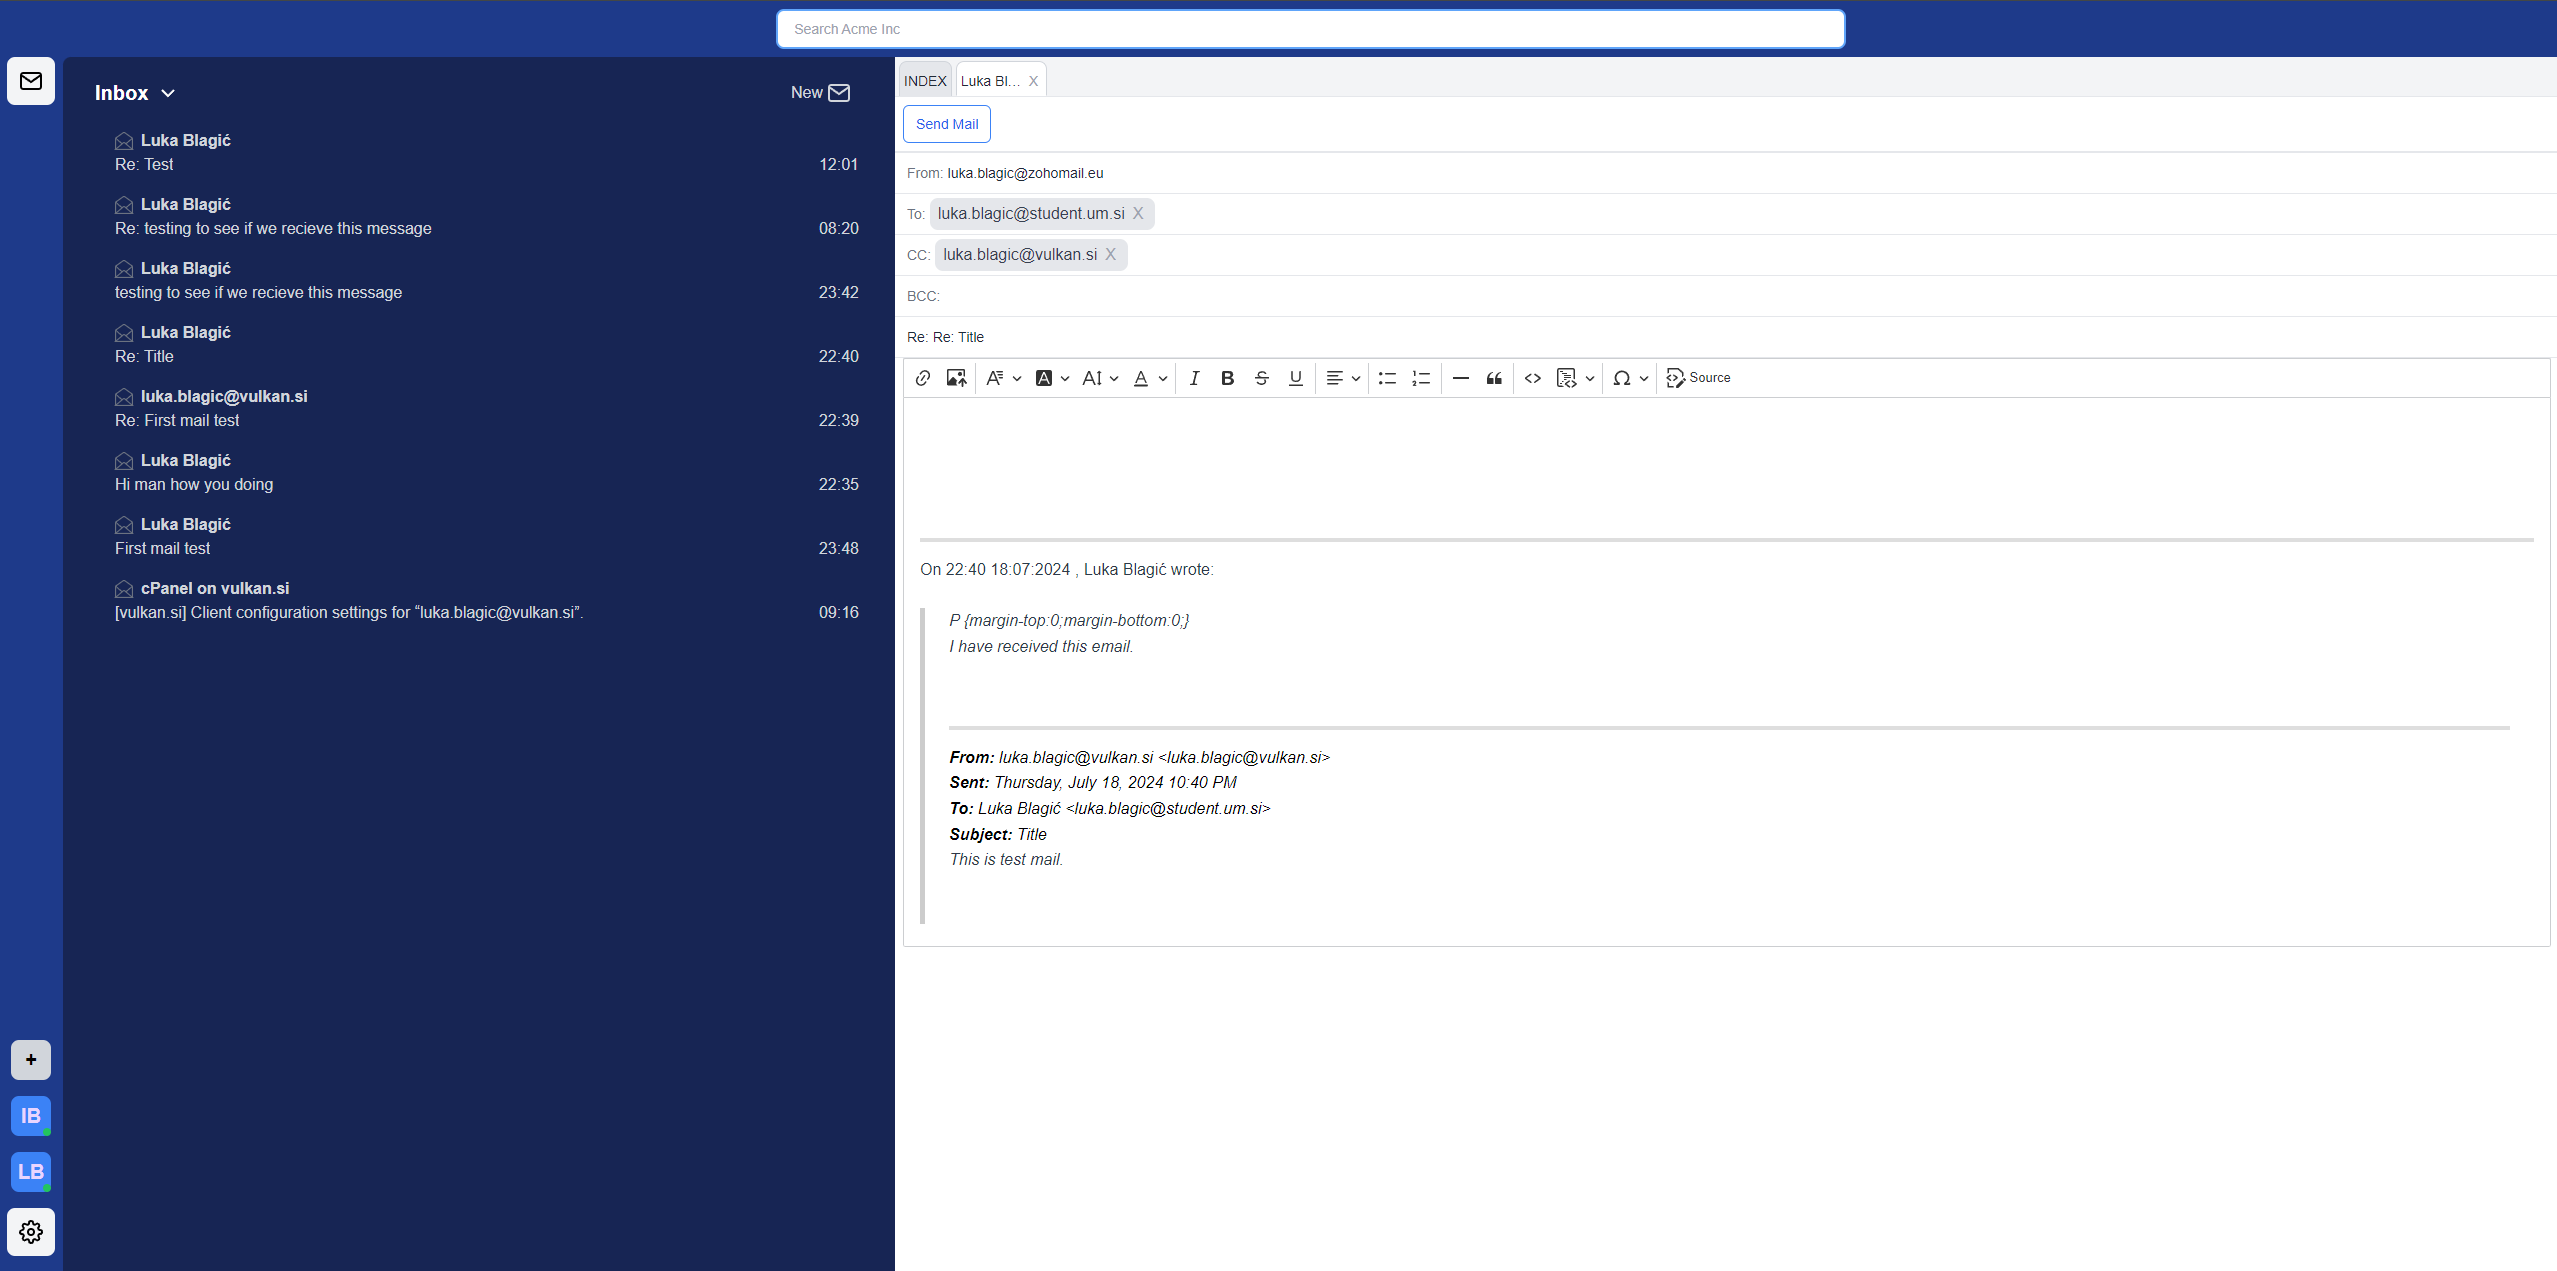 Search Acme Inc
Inbox
New
Luka Blagić
Re: Test
12:01
Luka Blagić
Re: testing to see if we recieve this message
08:20
Luka Blagić
testing to see if we recieve this message
23:42
Luka Blagić
Re: Title
22:40
luka.blagic@vulkan.si
Re: First mail test
22:39
Luka Blagić
Hi man how you doing
22:35
Luka Blagić
First mail test
23:48
cPanel on vulkan.si
[vulkan.si] Client configuration settings for “luka.blagic@vulkan.si”.
09:16
+
IB
LB
INDEX
Luka Bl... X
Send Mail
From: luka.blagic@zohomail.eu
To: luka.blagic@student.um.si X
CC: luka.blagic@vulkan.si X
BCC:
Re: Re: Title
Source
On 22:40 18:07:2024 , Luka Blagić wrote:
P {margin-top:0;margin-bottom:0;}
I have received this email.
From: luka.blagic@vulkan.si <luka.blagic@vulkan.si>
Sent: Thursday, July 18, 2024 10:40 PM
To: Luka Blagić <luka.blagic@student.um.si>
Subject: Title
This is test mail.